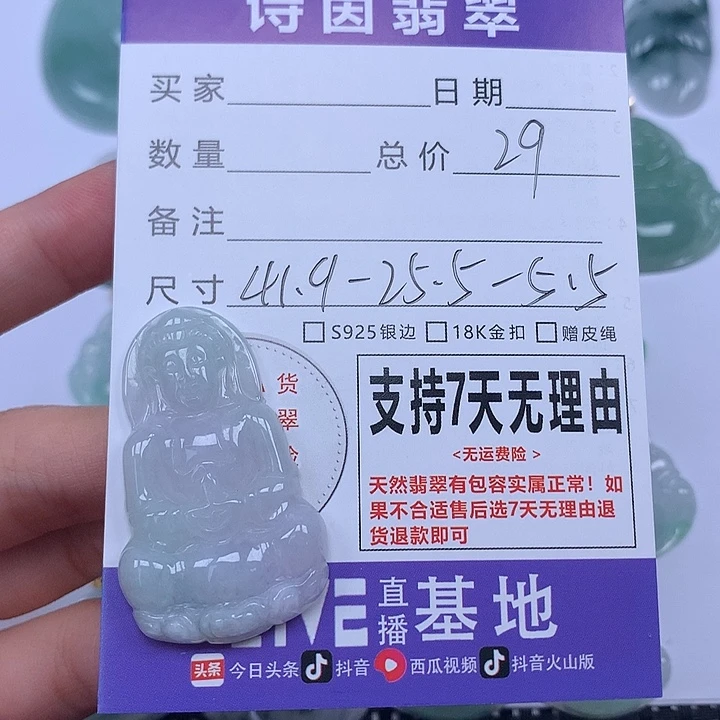 诗因翡翠
买家
日期
数量
总价 29
备注
尺寸 41.9-25.5-5.5
□S925银边 □18K金扣 □赠皮绳
货
翠
支持7天无理由
<无运费险>
天然翡翠有包容实属正常！如
果不合适售后选7天无理由退
货退款即可
LIVE 直播 基地
头条 今日头条 抖音 西瓜视频 抖音火山版